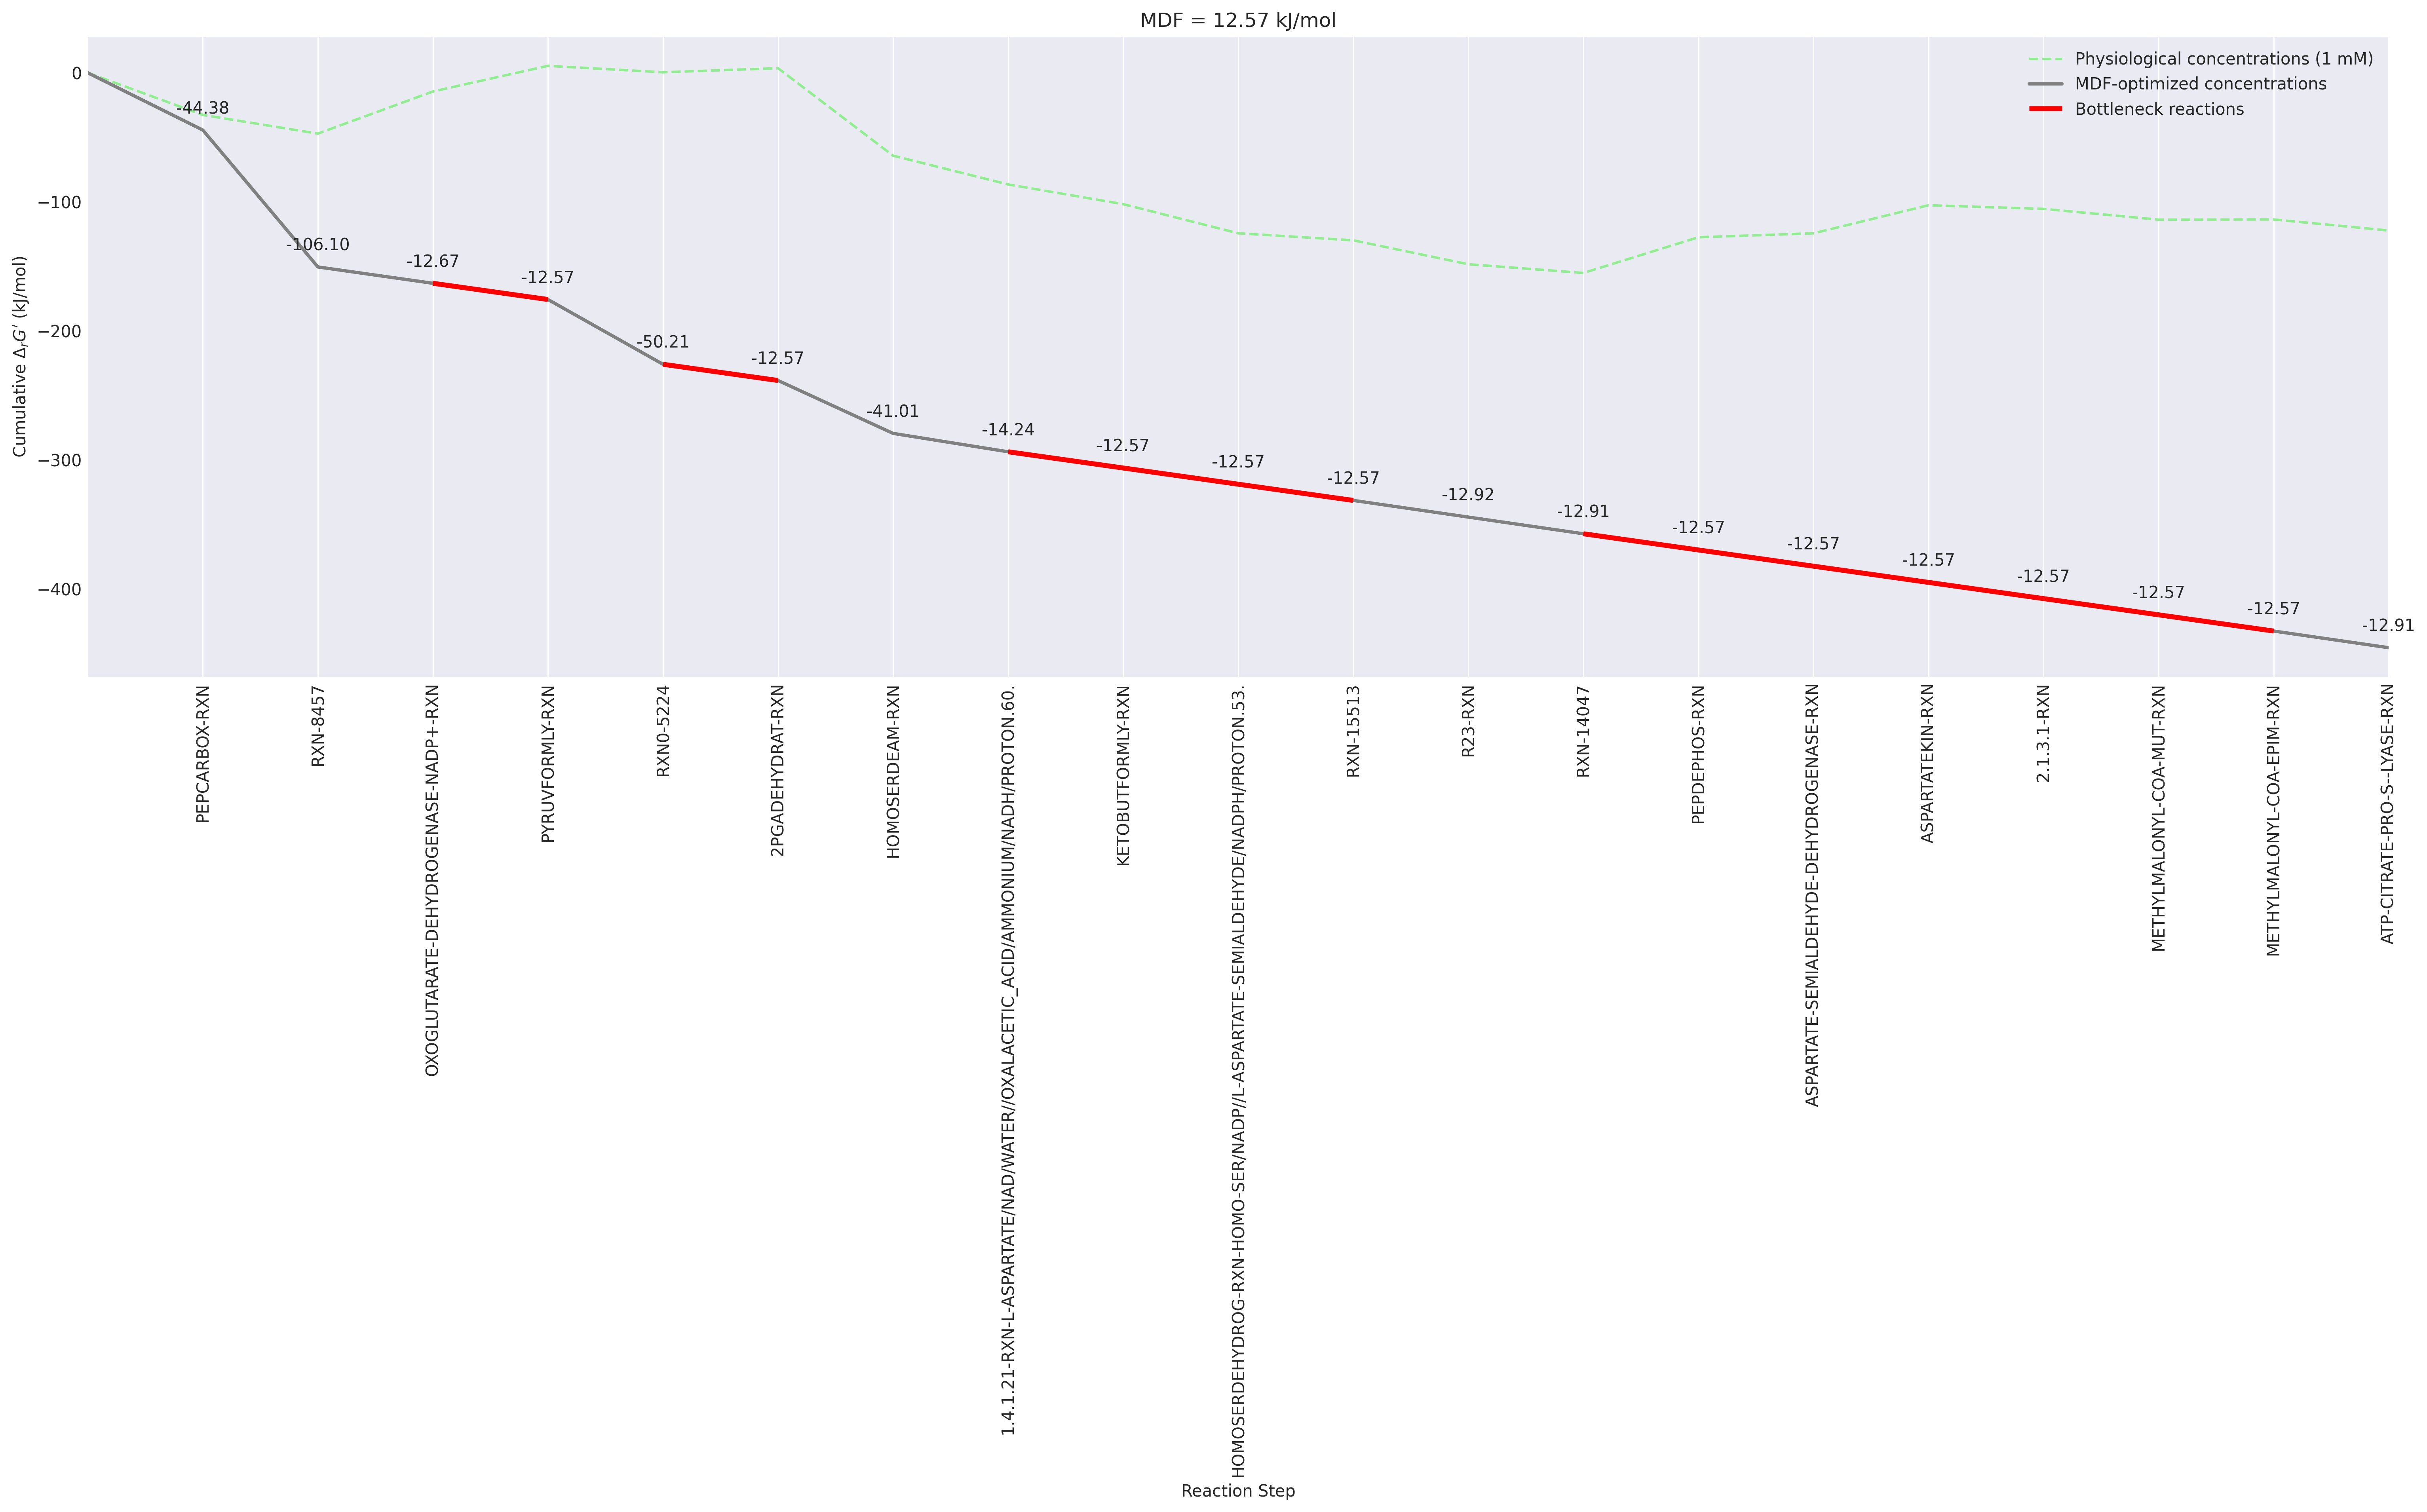 MDF = 12.57 kJ/mol
Physiological concentrations (1 mM)
MDF-optimized concentrations
Bottleneck reactions
Cumulative ΔrG′ (kJ/mol)
0
−100
−200
−300
−400
-44.38
-106.10
-12.67
-12.57
-50.21
-12.57
-41.01
-14.24
-12.57
-12.57
-12.57
-12.92
-12.91
-12.57
-12.57
-12.57
-12.57
-12.57
-12.57
-12.91
PEPCARBOX-RXN
RXN-8457
OXOGLUTARATE-DEHYDROGENASE-NADP+-RXN
PYRUVFORMLY-RXN
RXN0-5224
2PGADEHYDRAT-RXN
HOMOSERDEAM-RXN
1.4.1.21-RXN-L-ASPARTATE/NAD/WATER//OXALACETIC_ACID/AMMONIUM/NADH/PROTON.60.
KETOBUTFORMLY-RXN
HOMOSERDEHYDROG-RXN-HOMO-SER/NADP//L-ASPARTATE-SEMIALDEHYDE/NADPH/PROTON.53.
RXN-15513
R23-RXN
RXN-14047
PEPDEPHOS-RXN
ASPARTATE-SEMIALDEHYDE-DEHYDROGENASE-RXN
ASPARTATEKIN-RXN
2.1.3.1-RXN
METHYLMALONYL-COA-MUT-RXN
METHYLMALONYL-COA-EPIM-RXN
ATP-CITRATE-PRO-S--LYASE-RXN
Reaction Step